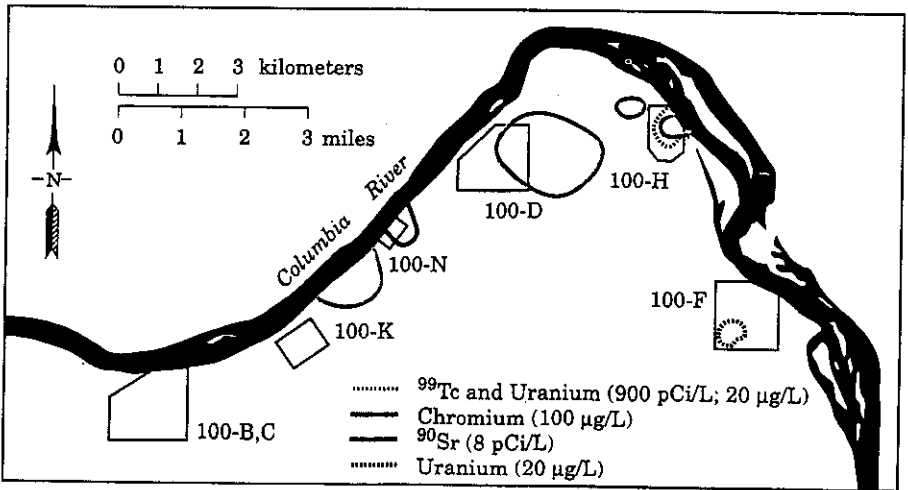 0 1 2 3 kilometers
0 1 2 3 miles
N
Columbia River
100-H
100-D
100-N
100-F
100-K
100-B,C
⁹⁹Tc and Uranium (900 pCi/L; 20 µg/L)
Chromium (100 µg/L)
⁹⁰Sr (8 pCi/L)
Uranium (20 µg/L)